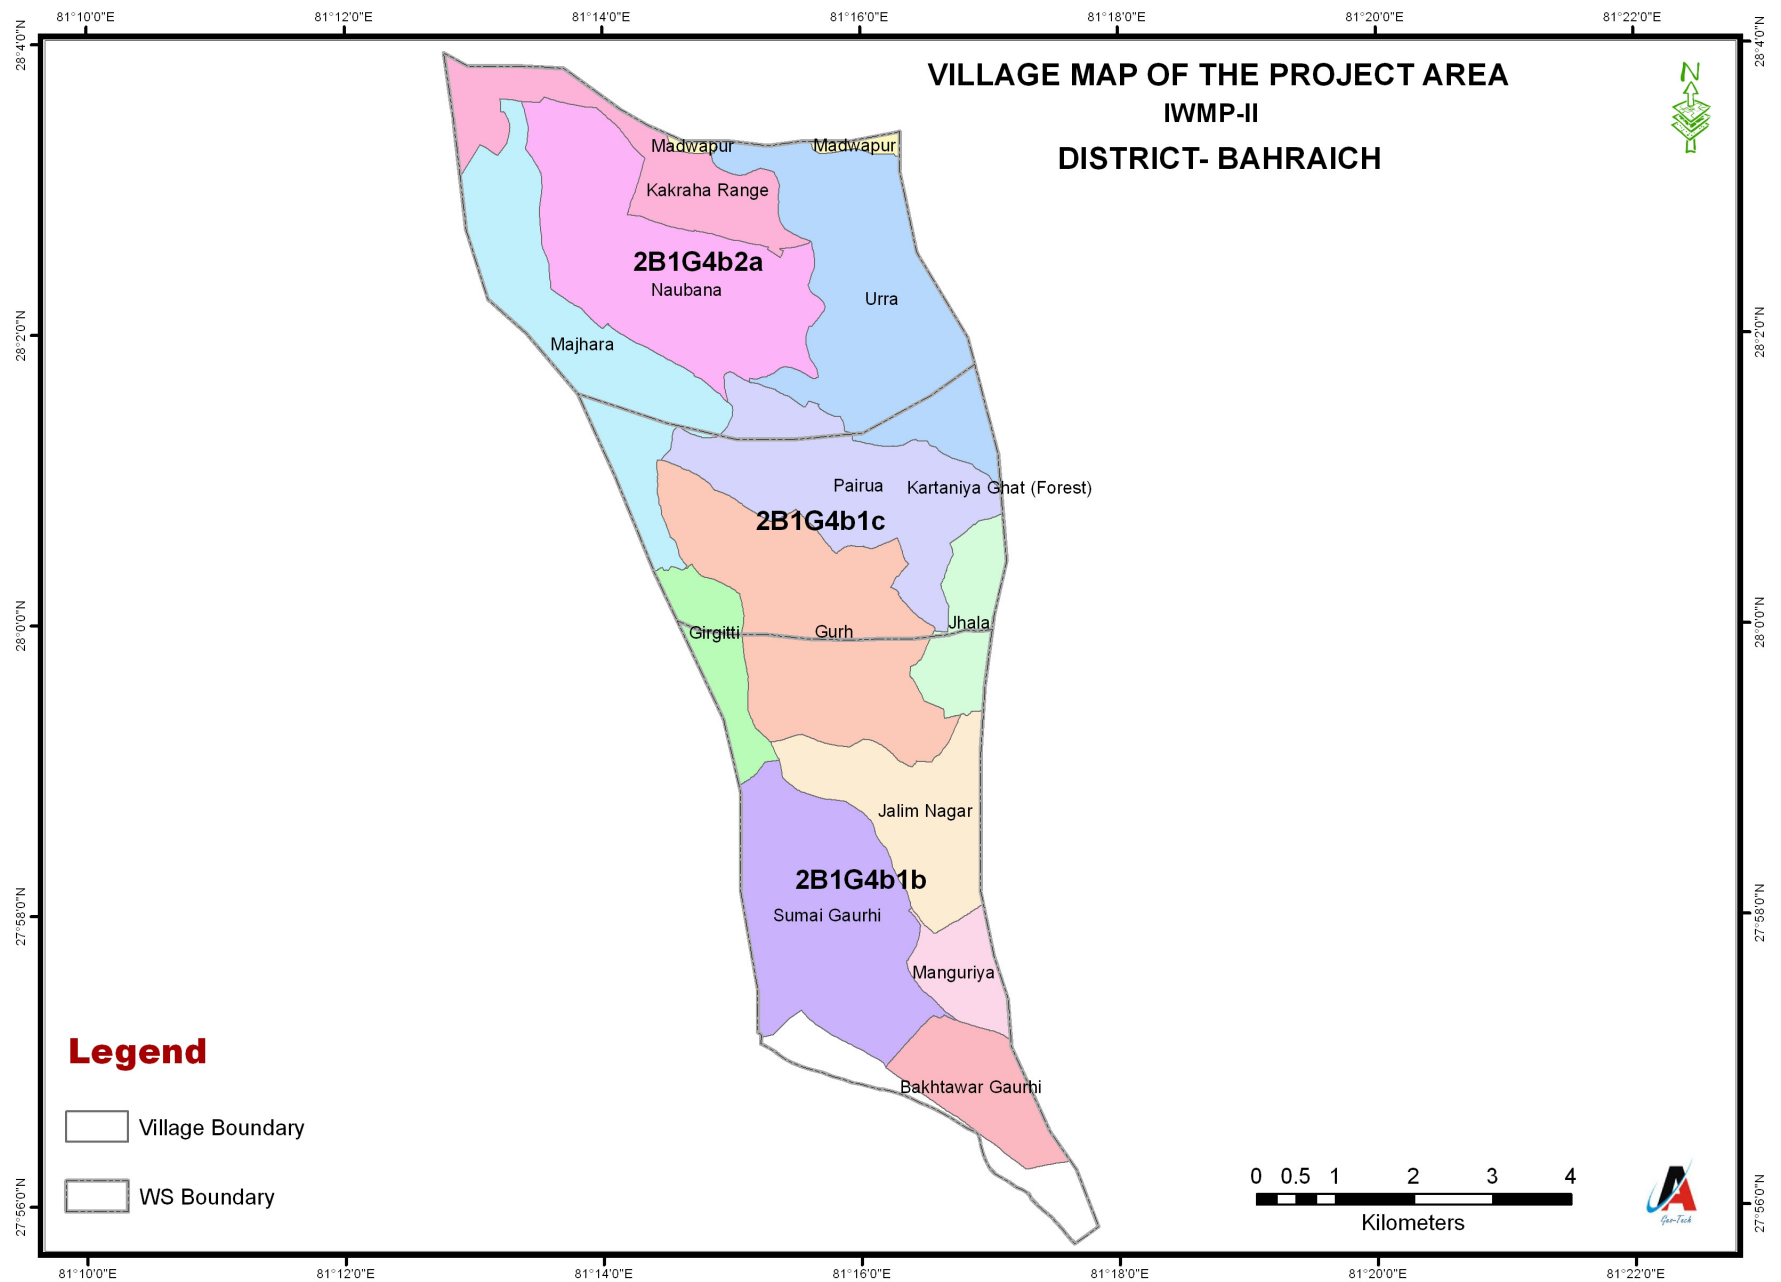 81°10'0"E 81°12'0"E 81°14'0"E 81°16'0"E 81°18'0"E 81°20'0"E 81°22'0"E
28°4'0"N 28°4'0"N
VILLAGE MAP OF THE PROJECT AREA
IWMP-II
DISTRICT- BAHRAICH
N
Madwapur Madwapur
Kakraha Range
2B1G4b2a
Naubana
Urra
28°2'0"N 28°2'0"N
Majhara
Pairua Kartaniya Ghat (Forest)
2B1G4b1c
Jhala
Girgitti Gurh
28°0'0"N 28°0'0"N
Jalim Nagar
2B1G4b1b
Sumai Gaurhi
27°58'0"N 27°58'0"N
Manguriya
Bakhtawar Gaurhi
Legend
Village Boundary
WS Boundary
0 0.5 1 2 3 4
Kilometers
A
Geo-Tech
27°56'0"N 27°56'0"N
81°10'0"E 81°12'0"E 81°14'0"E 81°16'0"E 81°18'0"E 81°20'0"E 81°22'0"E